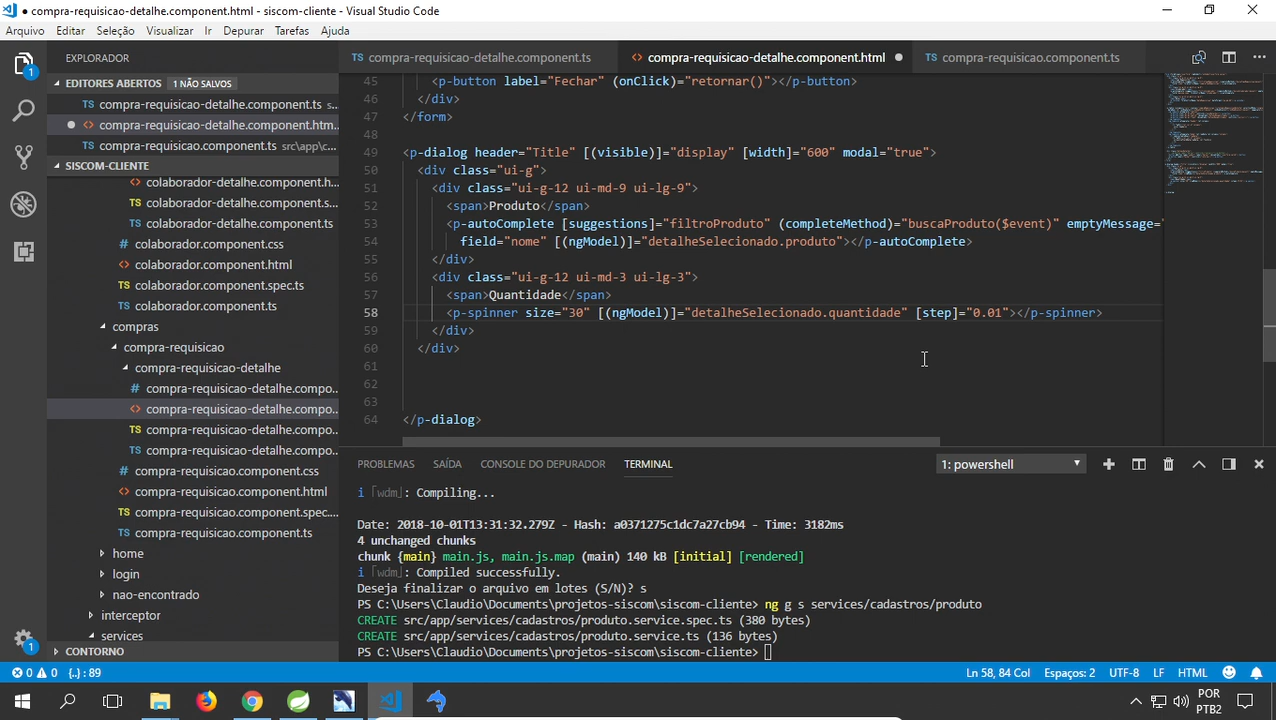 compra-requisicao-detalhe.component.html - siscom-cliente - Visual Studio Code
Arquivo Editar Seleção Visualizar Ir Depurar Tarefas Ajuda
EXPLORADOR
EDITORES ABERTOS 1 NÃO SALVOS
compra-requisicao-detalhe.component.ts s...
compra-requisicao-detalhe.component.htm...
compra-requisicao.component.ts src\app\c...
SISCOM-CLIENTE
colaborador-detalhe.component.h...
colaborador-detalhe.component.s...
colaborador-detalhe.component.ts
colaborador.component.css
colaborador.component.html
colaborador.component.spec.ts
colaborador.component.ts
compras
compra-requisicao
compra-requisicao-detalhe
compra-requisicao-detalhe.compo...
compra-requisicao-detalhe.compo...
compra-requisicao-detalhe.compo...
compra-requisicao-detalhe.compo...
compra-requisicao.component.css
compra-requisicao.component.html
compra-requisicao.component.spec....
compra-requisicao.component.ts
home
login
nao-encontrado
interceptor
services
CONTORNO
compra-requisicao-detalhe.component.ts compra-requisicao-detalhe.component.html compra-requisicao.component.ts
45 <p-button label="Fechar" (onClick)="retornar()"></p-button>
46 </div>
47 </form>
48
49 <p-dialog header="Title" [(visible)]="display" [width]="600" modal="true">
50 <div class="ui-g">
51 <div class="ui-g-12 ui-md-9 ui-lg-9">
52 <span>Produto</span>
53 <p-autoComplete [suggestions]="filtroProduto" (completeMethod)="buscaProduto($event)" emptyMessage="
54 field="nome" [(ngModel)]="detalheSelecionado.produto"></p-autoComplete>
55 </div>
56 <div class="ui-g-12 ui-md-3 ui-lg-3">
57 <span>Quantidade</span>
58 <p-spinner size="30" [(ngModel)]="detalheSelecionado.quantidade" [step]="0.01"></p-spinner>
59 </div>
60 </div>
61
62
63
64 </p-dialog>
PROBLEMAS SAÍDA CONSOLE DO DEPURADOR TERMINAL 1: powershell
i ｢wdm｣: Compiling...
Date: 2018-10-01T13:31:32.279Z - Hash: a0371275c1dc7a27cb94 - Time: 3182ms
4 unchanged chunks
chunk {main} main.js, main.js.map (main) 140 kB [initial] [rendered]
i ｢wdm｣: Compiled successfully.
Deseja finalizar o arquivo em lotes (S/N)? s
PS C:\Users\Claudio\Documents\projetos-siscom\siscom-cliente> ng g s services/cadastros/produto
CREATE src/app/services/cadastros/produto.service.spec.ts (380 bytes)
CREATE src/app/services/cadastros/produto.service.ts (136 bytes)
PS C:\Users\Claudio\Documents\projetos-siscom\siscom-cliente>
0 0 {..} : 89 Ln 58, 84 Col Espaços: 2 UTF-8 LF HTML
POR
PTB2